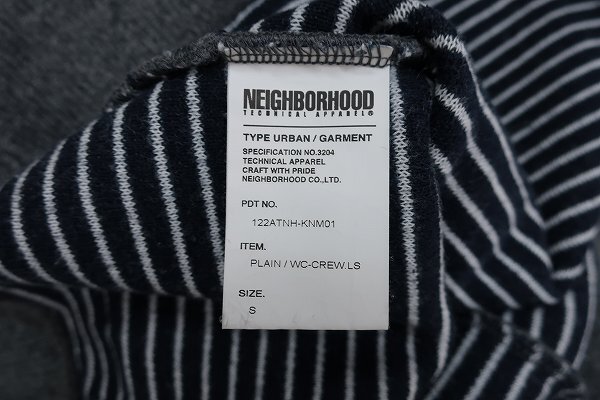 NEIGHBORHOOD
TECHNICAL APPAREL®
TYPE URBAN / GARMENT
SPECIFICATION NO.3204
TECHNICAL APPAREL
CRAFT WITH PRIDE
NEIGHBORHOOD CO.,LTD.
PDT NO.
122ATNH-KNM01
ITEM.
PLAIN / WC-CREW.LS
SIZE.
S